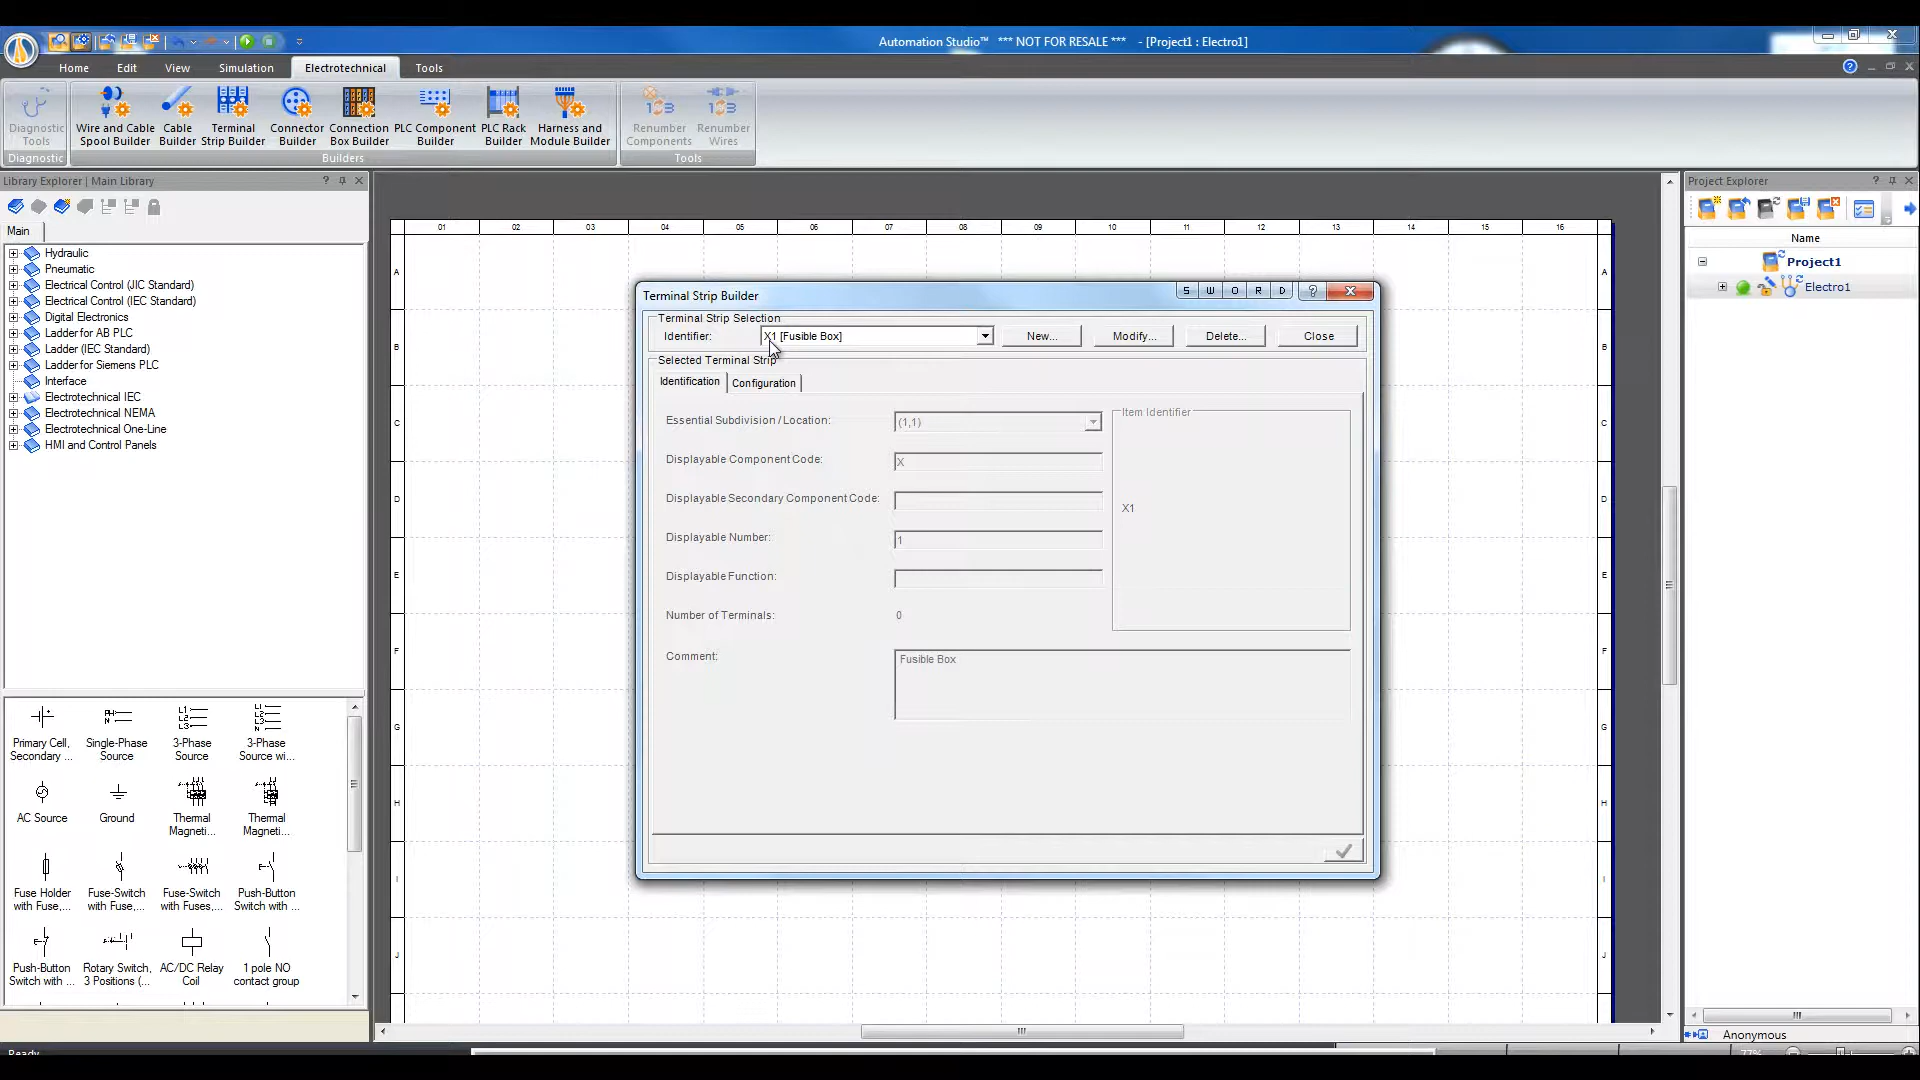 Automation Studio™ *** NOT FOR RESALE *** - [Project1 : Electro1]
Home Edit View Simulation Electrotechnical Tools
Diagnostic Tools
Wire and Cable Spool Builder
Cable Builder
Terminal Strip Builder
Connector Builder
Connection Box Builder
PLC Component Builder
PLC Rack Builder
Harness and Module Builder
Renumber Components
Renumber Wires
Diagnostic Builders Tools
Library Explorer | Main Library
Main
Hydraulic
Pneumatic
Electrical Control (JIC Standard)
Electrical Control (IEC Standard)
Digital Electronics
Ladder for AB PLC
Ladder (IEC Standard)
Ladder for Siemens PLC
Interface
Electrotechnical IEC
Electrotechnical NEMA
Electrotechnical One-Line
HMI and Control Panels
Primary Cell, Secondary ...
Single-Phase Source
3-Phase Source
3-Phase Source wi...
AC Source
Ground
Thermal Magneti...
Thermal Magneti...
Fuse Holder with Fuse,...
Fuse-Switch with Fuse,...
Fuse-Switch with Fuses,...
Push-Button Switch with ...
Push-Button Switch with ...
Rotary Switch, 3 Positions (...
AC/DC Relay Coil
1 pole NO contact group
01 02 03 04 05 06 07 08 09 10 11 12 13 14 15 16
A
B
C
D
E
F
G
H
I
J
Terminal Strip Builder
S W O R D ?
Terminal Strip Selection
Identifier: X1 [Fusible Box] New... Modify... Delete... Close
Selected Terminal Strip
Identification Configuration
Essential Subdivision / Location: (1,1)
Item Identifier
Displayable Component Code: X
Displayable Secondary Component Code:
X1
Displayable Number: 1
Displayable Function:
Number of Terminals: 0
Comment: Fusible Box
A
B
C
D
E
F
G
H
I
J
Project Explorer
Name
Project1
Electro1
Anonymous
Ready
77%